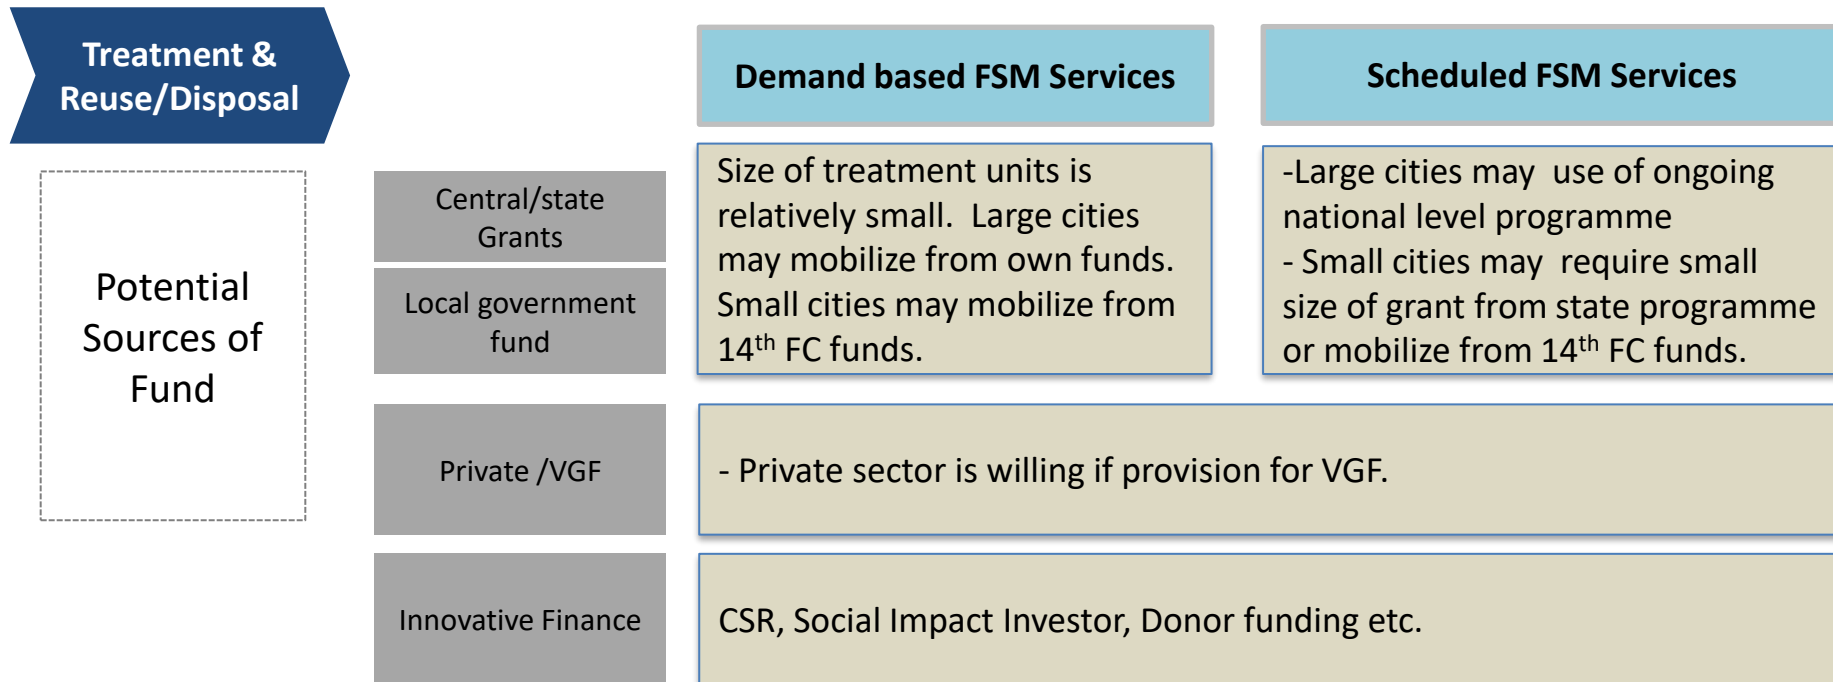 Treatment &
Reuse/Disposal
Demand based FSM Services
Scheduled FSM Services
Potential
Sources of
Fund
Central/state
Grants
Local government
fund
Size of treatment units is
relatively small.  Large cities
may mobilize from own funds.
Small cities may mobilize from
14th FC funds.
-Large cities may  use of ongoing
national level programme
- Small cities may  require small
size of grant from state programme
or mobilize from 14th FC funds.
Private /VGF
- Private sector is willing if provision for VGF.
Innovative Finance
CSR, Social Impact Investor, Donor funding etc.